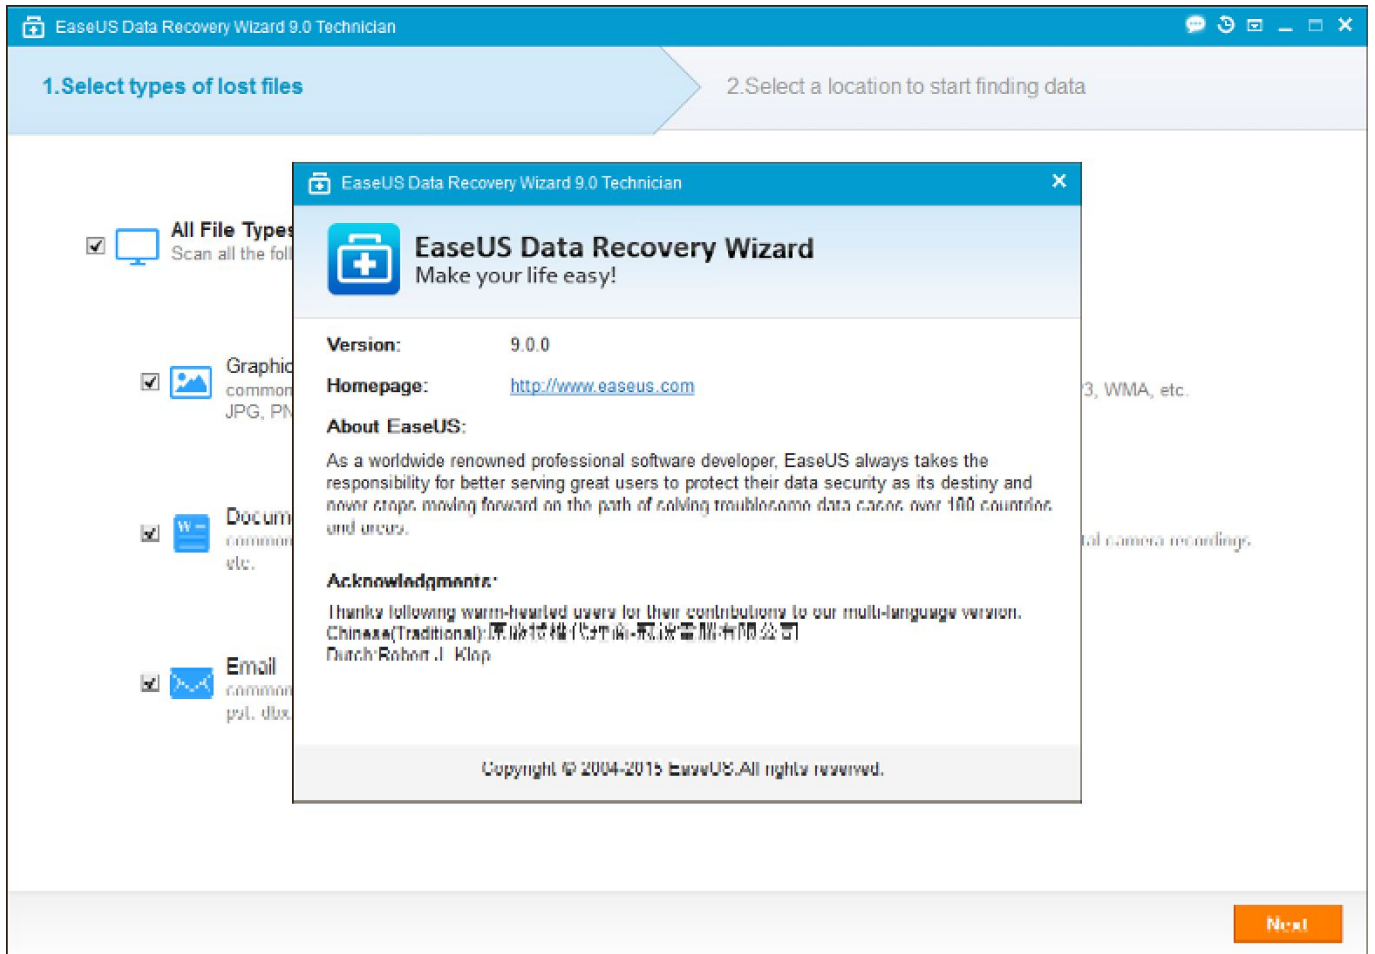 EaseUS Data Recovery Wizard 9.0 Technician
1.Select types of lost files
2.Select a location to start finding data
EaseUS Data Recovery Wizard 9.0 Technician
All File Types
Scan all the foll
EaseUS Data Recovery Wizard
Make your life easy!
Version: 9.0.0
Graphic
common
JPG, PN
Homepage: http://www.easeus.com
3, WMA, etc.
About EaseUS:
As a worldwide renowned professional software developer, EaseUS always takes the
responsibility for better serving great users to protect their data security as its destiny and
never stops moving forward on the path of solving troublesome data cases over 100 countries
and areas.
Docum
common
etc.
tal camera recordings
Acknowledgments:
Thanks following warm-hearted users for their contributions to our multi-language version.
Chinese(Traditional):
Dutch:Robert J. Klop
Email
common
pst, dbx,
Copyright © 2004-2015 EaseUS.All rights reserved.
Next